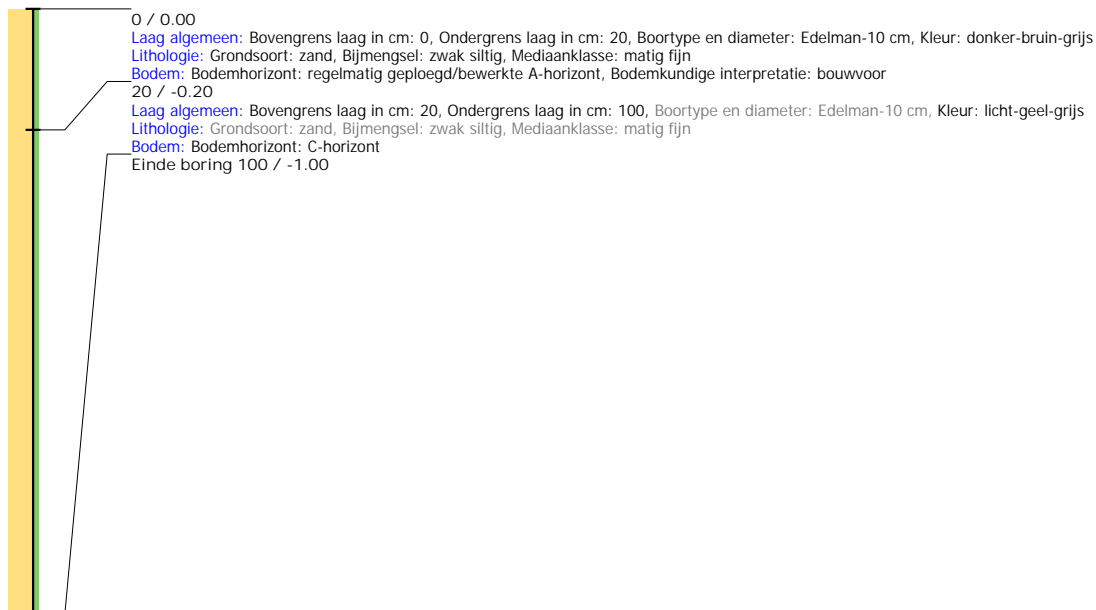 0 / 0.00
Laag algemeen: Bovengrens laag in cm: 0, Ondergrens laag in cm: 20, Boortype en diameter: Edelman-10 cm, Kleur: donker-bruin-grijs
Lithologie: Grondsoort: zand, Bijmengsel: zwak siltig, Mediaanklasse: matig fijn
Bodem: Bodemhorizont: regelmatig geploegd/bewerkte A-horizont, Bodemkundige interpretatie: bouwvoor
20 / -0.20
Laag algemeen: Bovengrens laag in cm: 20, Ondergrens laag in cm: 100, Boortype en diameter: Edelman-10 cm, Kleur: licht-geel-grijs
Lithologie: Grondsoort: zand, Bijmengsel: zwak siltig, Mediaanklasse: matig fijn
Bodem: Bodemhorizont: C-horizont
Einde boring 100 / -1.00